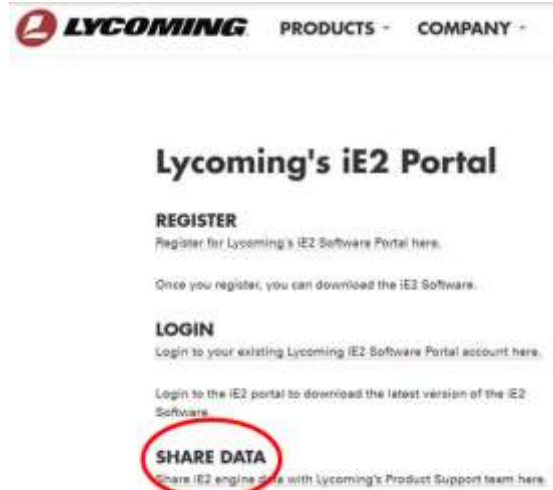 LYCOMING PRODUCTS - COMPANY -
Lycoming's iE2 Portal
REGISTER
Register for Lycoming's iE2 Software Portal here.
Once you register, you can download the iE2 Software.
LOGIN
Login to your existing Lycoming iE2 Software Portal account here.
Login to the iE2 portal to download the latest version of the iE2
Software.
SHARE DATA
Share iE2 engine data with Lycoming's Product Support team here.